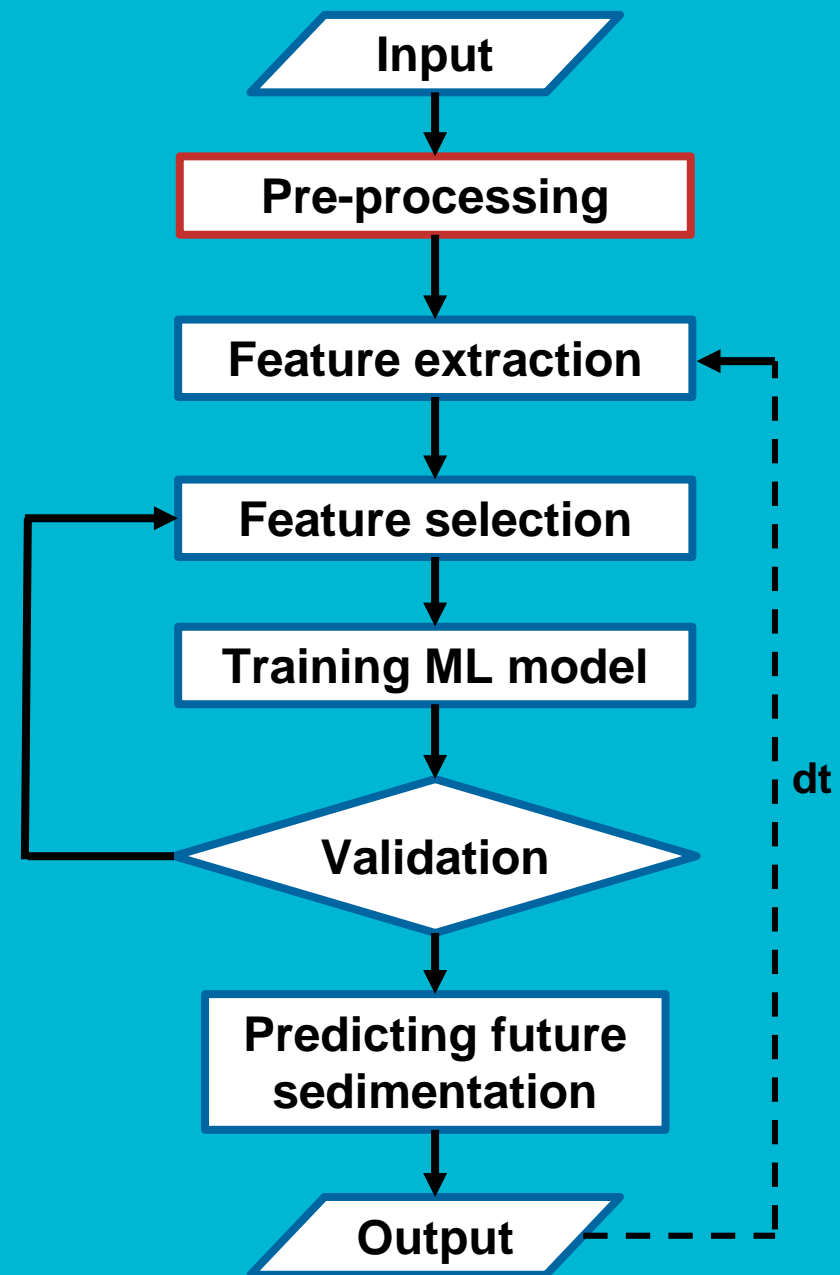 Input
Pre-processing
Feature extraction
Feature selection
Training ML model
dt
Validation
Predicting future
sedimentation
Output